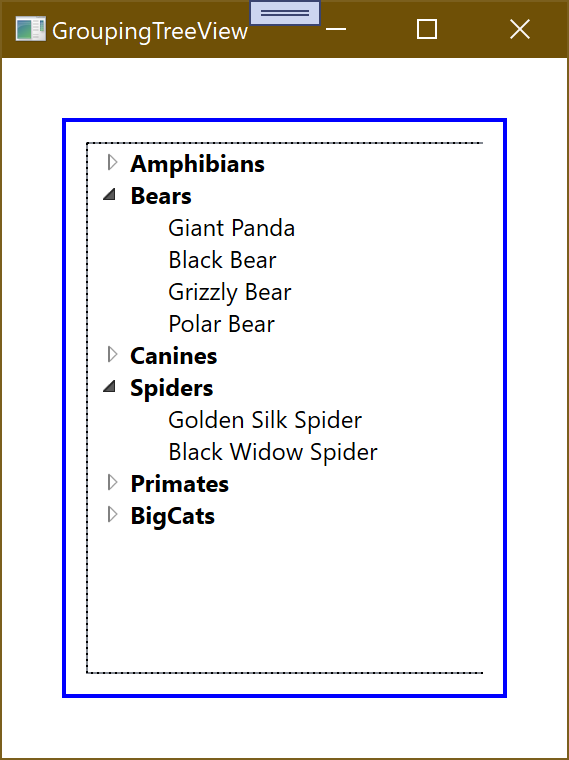 GroupingTreeView
Amphibians
Bears
Giant Panda
Black Bear
Grizzly Bear
Polar Bear
Canines
Spiders
Golden Silk Spider
Black Widow Spider
Primates
BigCats